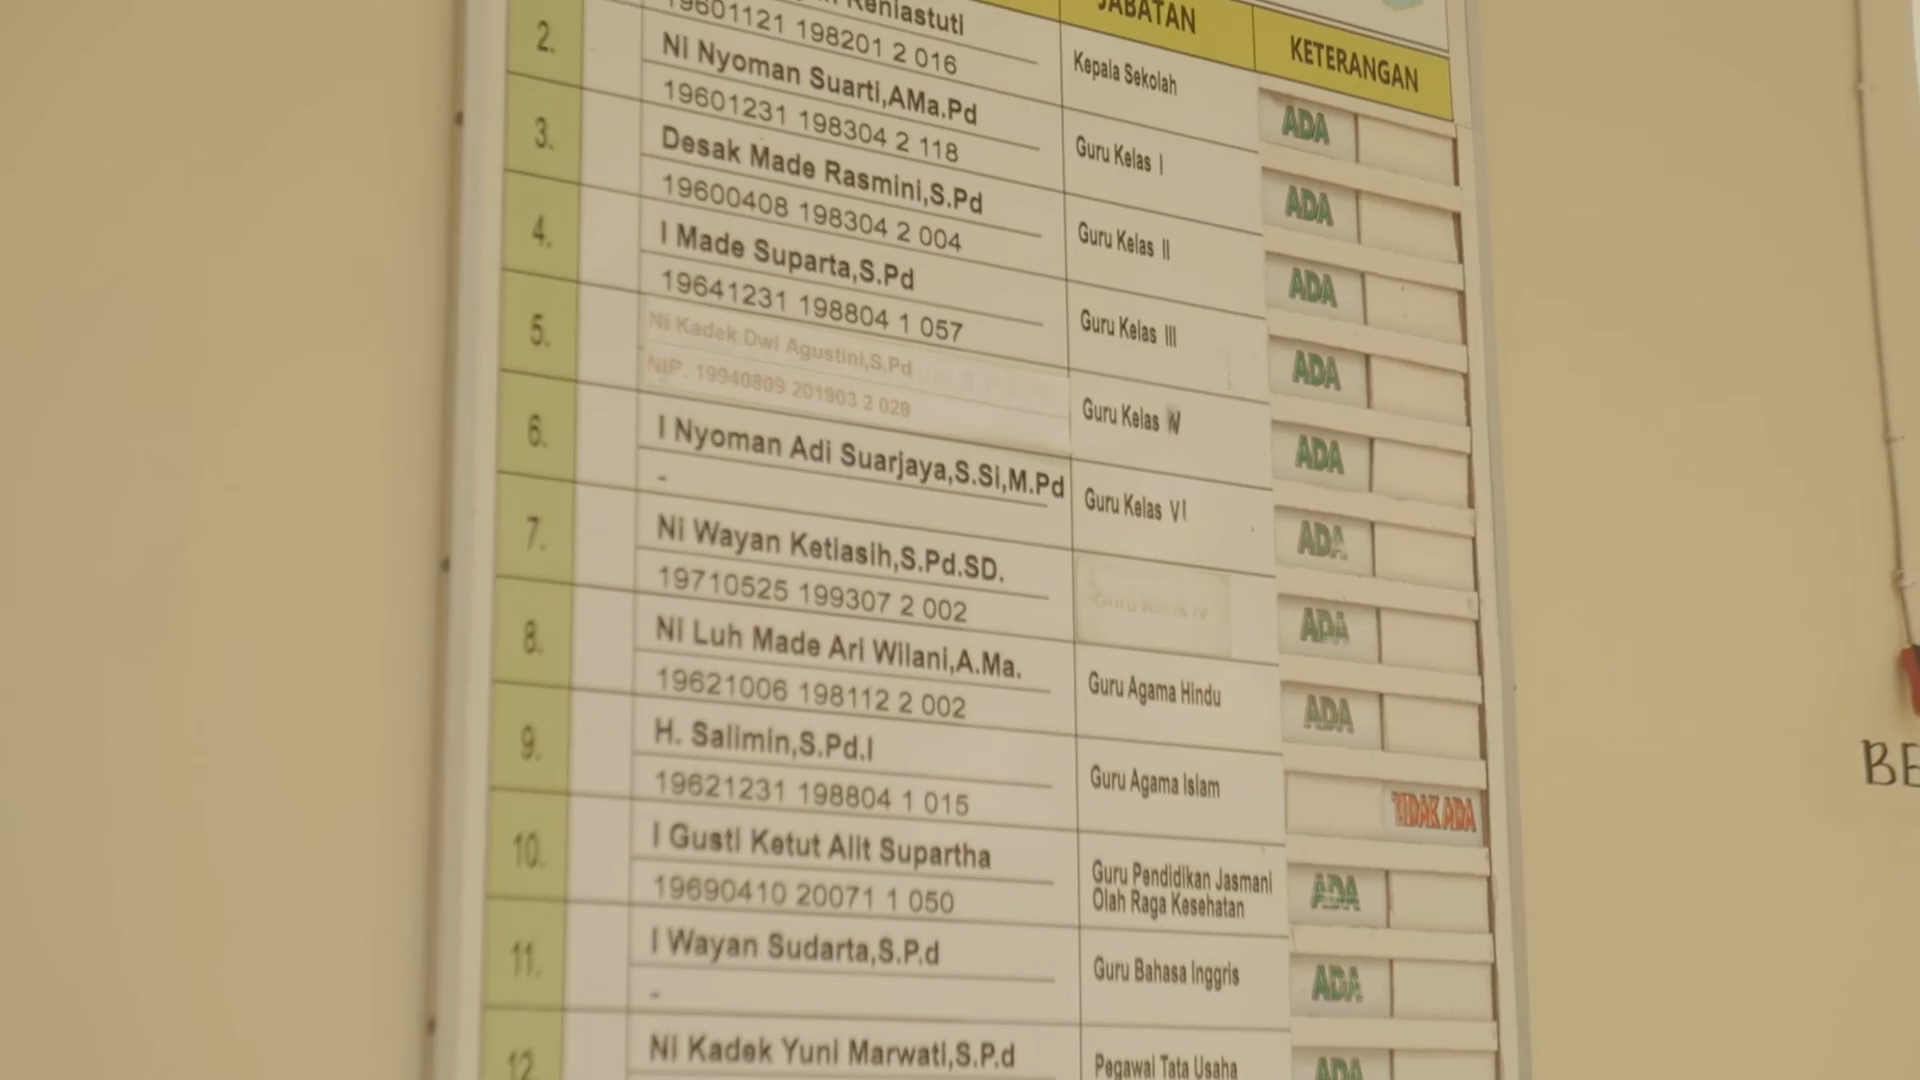 Reniastuti
JABATAN
KETERANGAN
19601121 198201 2 016
Kepala Sekolah
ADA
2.
Ni Nyoman Suarti,AMa.Pd
19601231 198304 2 118
Guru Kelas I
ADA
3.
Desak Made Rasmini,S.Pd
19600408 198304 2 004
Guru Kelas II
ADA
4.
I Made Suparta,S.Pd
19641231 198804 1 057
Guru Kelas III
ADA
5.
Ni Kadek Dwi Agustini,S.Pd
NIP. 19940809 201903 2 020
Guru Kelas IV
ADA
6.
I Nyoman Adi Suarjaya,S.Si,M.Pd
-
Guru Kelas VI
ADA
7.
Ni Wayan Ketiasih,S.Pd.SD.
19710525 199307 2 002
ADA
8.
Ni Luh Made Ari Wilani,A.Ma.
19621006 198112 2 002
Guru Agama Hindu
ADA
9.
H. Salimin,S.Pd.I
19621231 198804 1 015
Guru Agama Islam
TIDAK ADA
10.
I Gusti Ketut Alit Supartha
19690410 20071 1 050
Guru Pendidikan Jasmani
Olah Raga Kesehatan
ADA
11.
I Wayan Sudarta,S.P.d
-
Guru Bahasa Inggris
ADA
12.
Ni Kadek Yuni Marwati,S.P.d
Pegawai Tata Usaha
ADA
BE